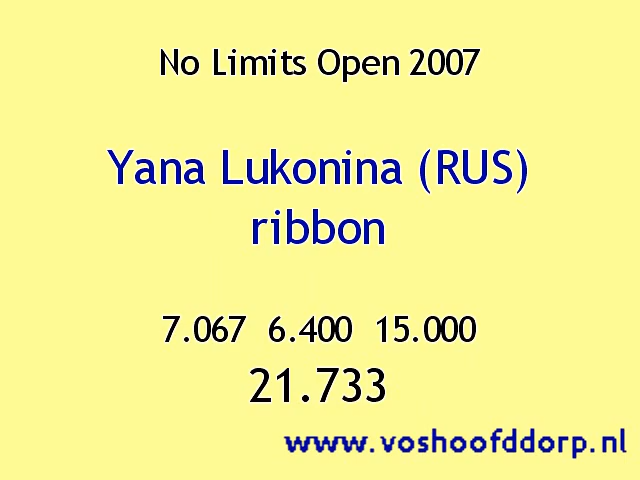 No Limits Open 2007
Yana Lukonina (RUS)
ribbon
7.067 6.400 15.000
21.733
www.voshoofddorp.nl